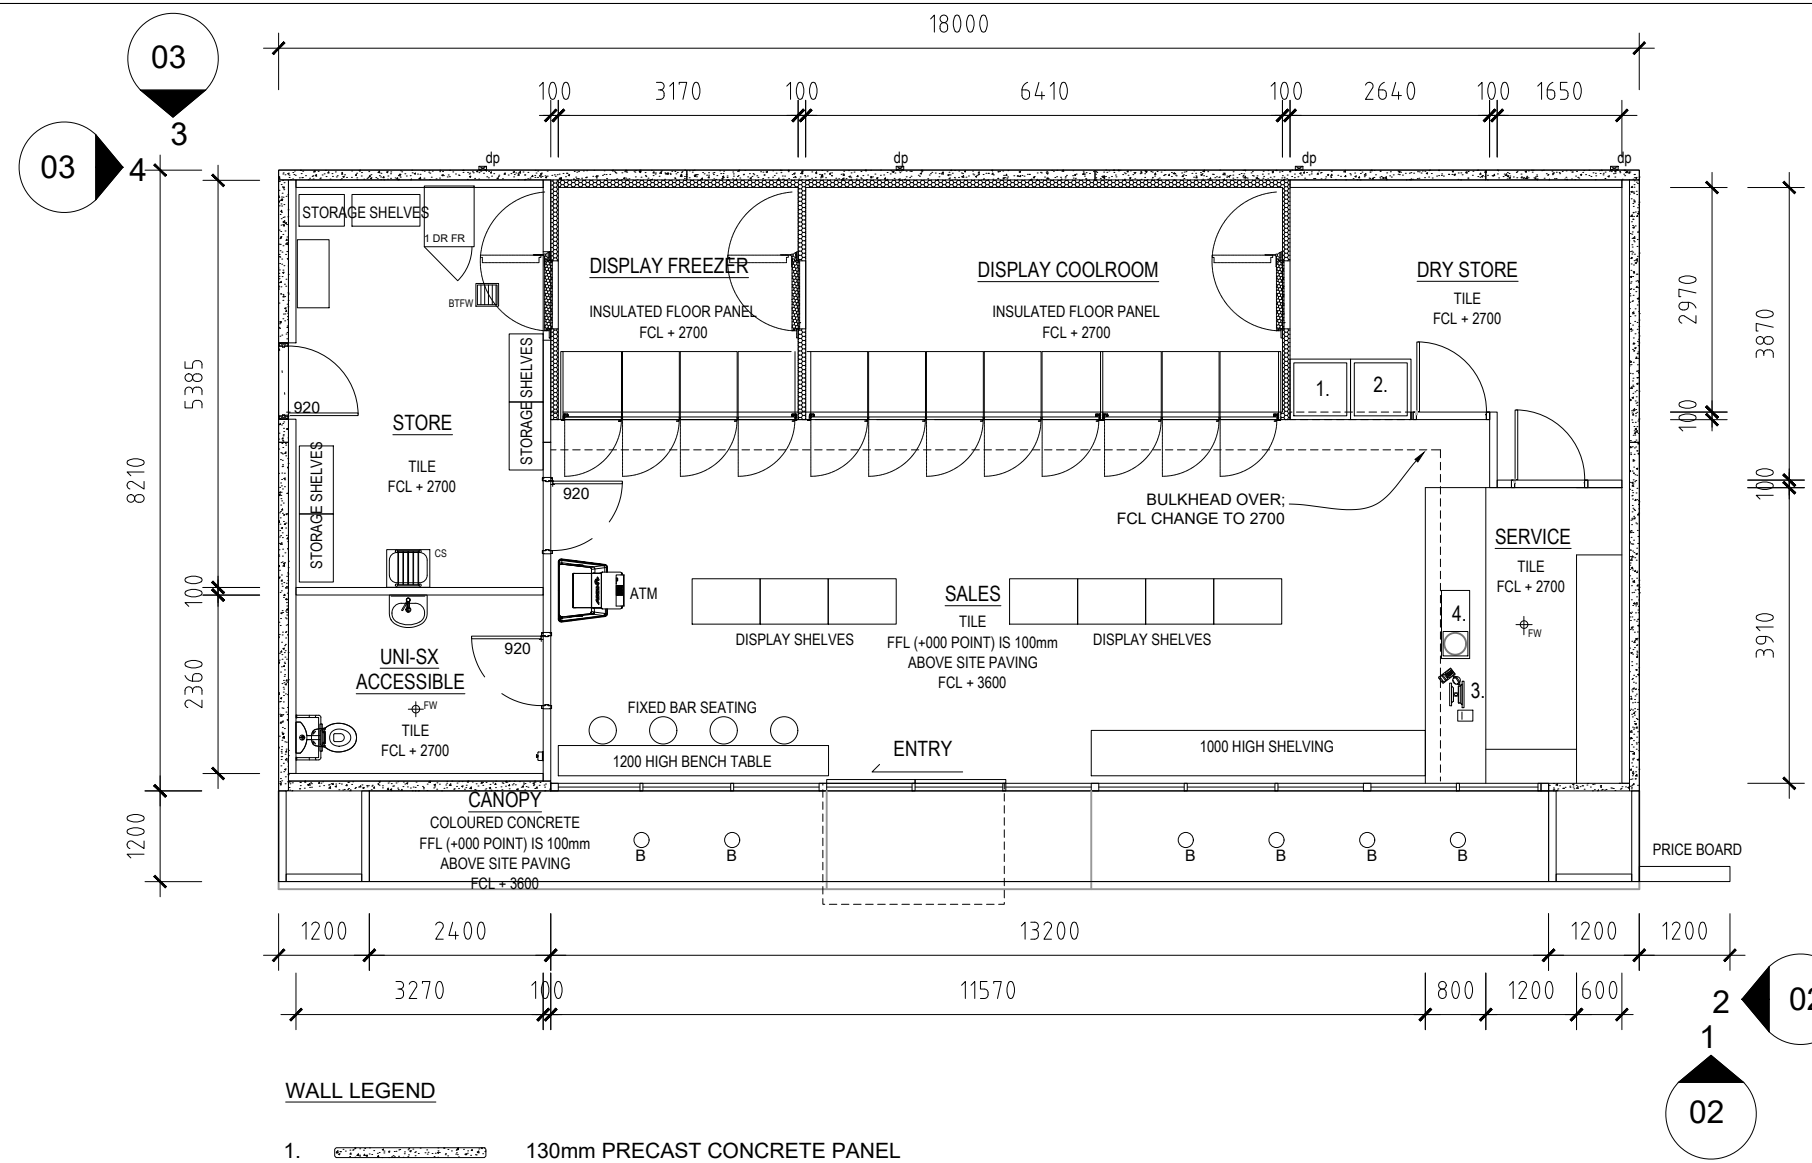 18000
03
3
100 3170 100 6410 100 2640 100 1650
03
4
dp dp dp dp
STORAGE SHELVES
1 DR FR
BTFW
DISPLAY FREEZER
INSULATED FLOOR PANEL
FCL + 2700
DISPLAY COOLROOM
INSULATED FLOOR PANEL
FCL + 2700
DRY STORE
TILE
FCL + 2700
2970
3870
5385
920
STORAGE SHELVES
STORAGE SHELVES
1. 2.
100
STORE
TILE
FCL + 2700
STORAGE SHELVES
STORAGE SHELVES
8210
920
100
BULKHEAD OVER;
FCL CHANGE TO 2700
SERVICE
TILE
FCL + 2700
FW
CS
100
ATM
SALES
TILE
FFL (+000 POINT) IS 100mm
ABOVE SITE PAVING
FCL + 3600
DISPLAY SHELVES
DISPLAY SHELVES
4.
3.
3910
2360
920
UNI-SX
ACCESSIBLE
FW
TILE
FCL + 2700
FIXED BAR SEATING
1200 HIGH BENCH TABLE
ENTRY
1000 HIGH SHELVING
1200
CANOPY
COLOURED CONCRETE
FFL (+000 POINT) IS 100mm
ABOVE SITE PAVING
FCL + 3600
B B B B B B
PRICE BOARD
1200 2400 13200 1200 1200
3270 100 11570 800 1200 600
2
02
1
02
WALL LEGEND
1. 130mm PRECAST CONCRETE PANEL